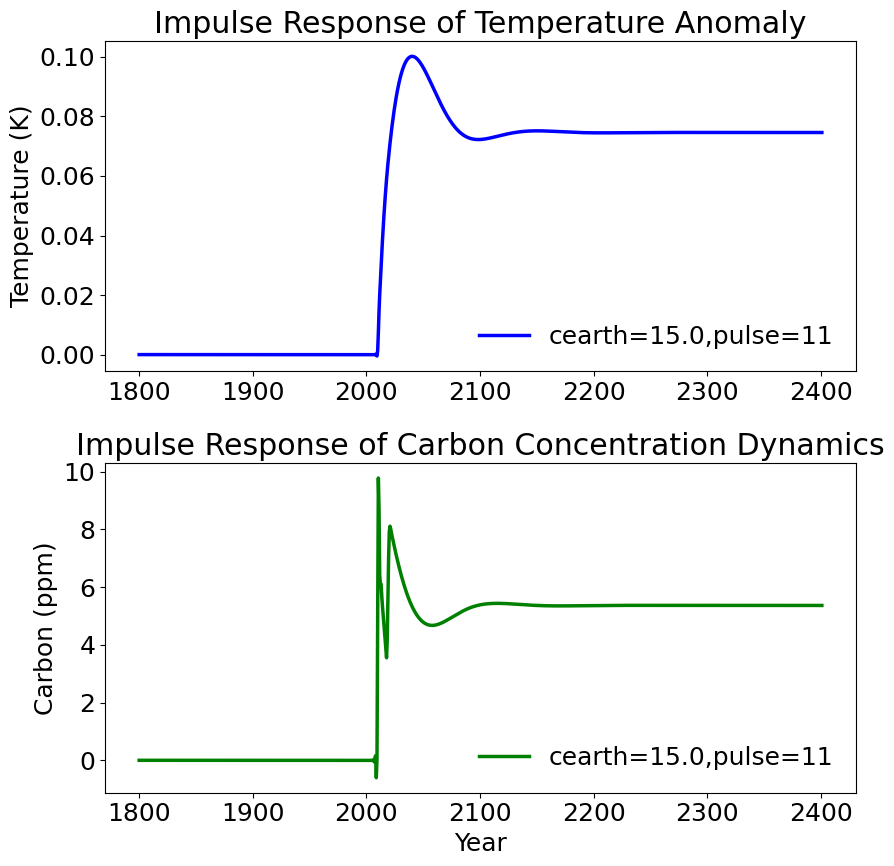 Impulse Response of Temperature Anomaly
Temperature (K)
0.10
0.08
0.06
0.04
0.02
0.00
cearth=15.0,pulse=11
1800 1900 2000 2100 2200 2300 2400
Impulse Response of Carbon Concentration Dynamics
Carbon (ppm)
10
8
6
4
2
0
cearth=15.0,pulse=11
1800 1900 2000 2100 2200 2300 2400
Year